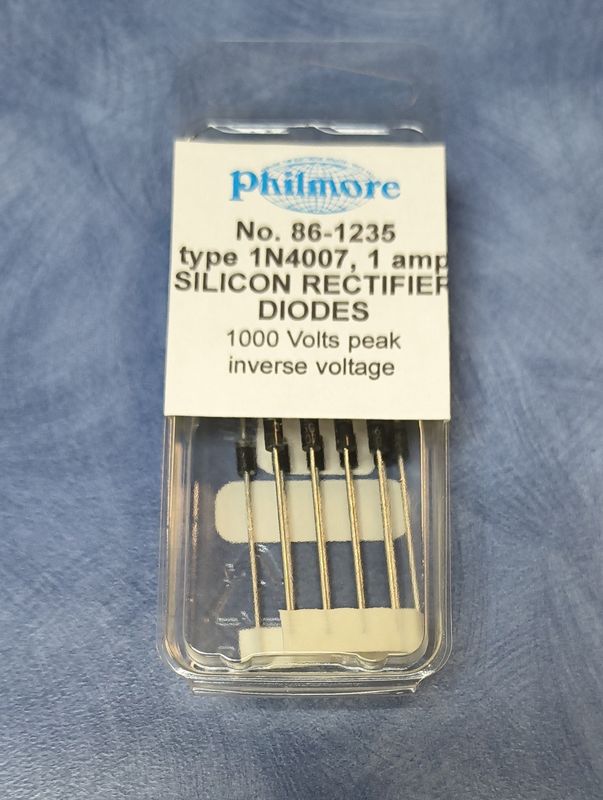 Philmore
No. 86-1235
type 1N4007, 1 amp
SILICON RECTIFIER
DIODES
1000 Volts peak
inverse voltage